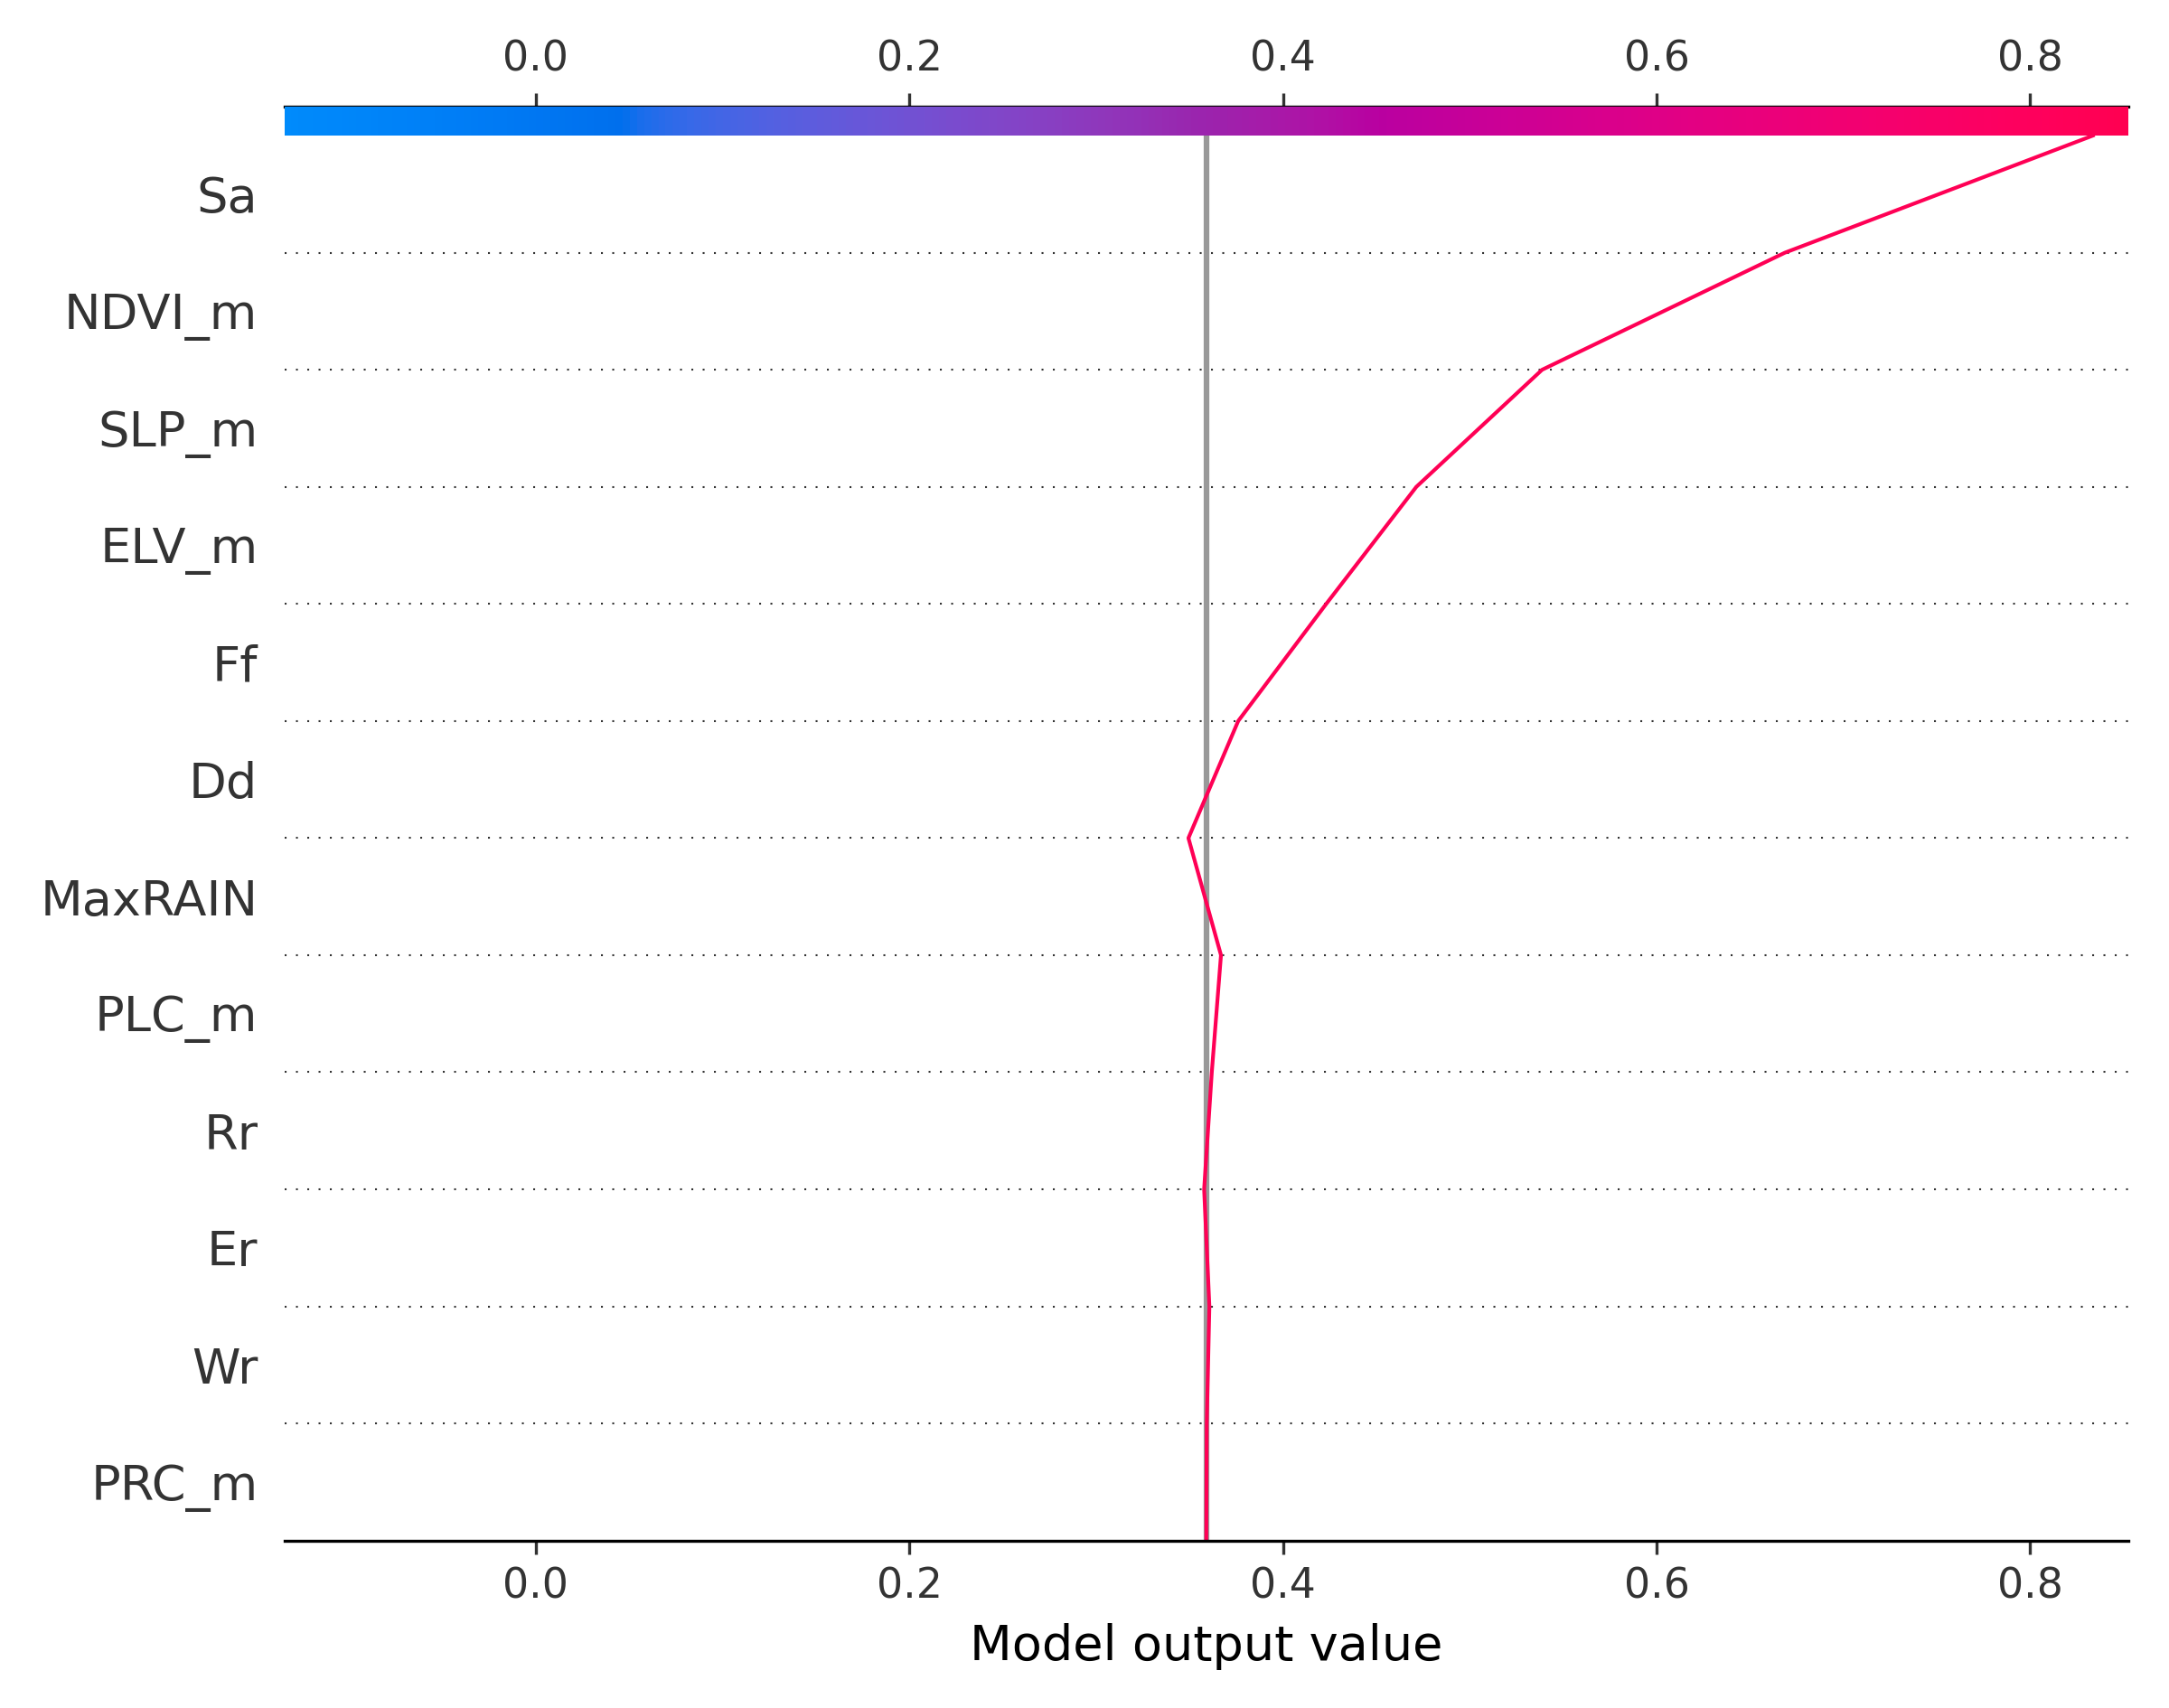 0.0 0.2 0.4 0.6 0.8
Sa
NDVI_m
SLP_m
ELV_m
Ff
Dd
MaxRAIN
PLC_m
Rr
Er
Wr
PRC_m
0.0 0.2 0.4 0.6 0.8
Model output value